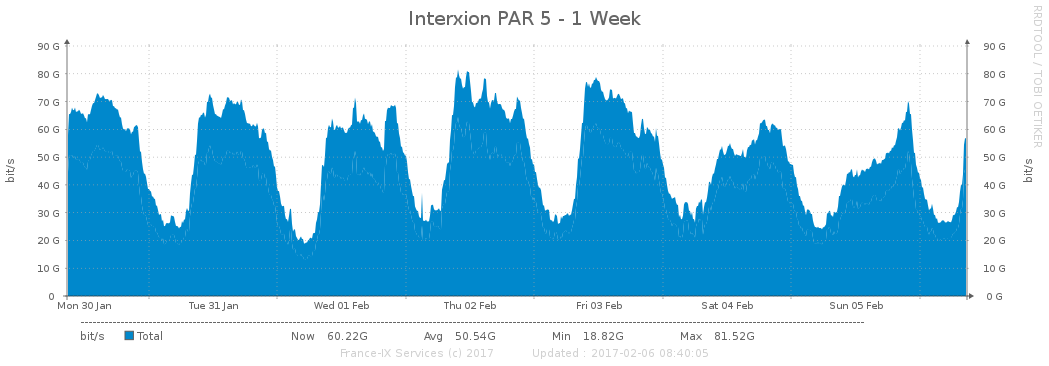 Interxion PAR 5 - 1 Week
RRDTOOL / TOBI OETIKER
bit/s
90 G
80 G
70 G
60 G
50 G
40 G
30 G
20 G
10 G
0
90 G
80 G
70 G
60 G
50 G
40 G
30 G
20 G
10 G
0 G
bit/s
Mon 30 Jan Tue 31 Jan Wed 01 Feb Thu 02 Feb Fri 03 Feb Sat 04 Feb Sun 05 Feb
bit/s Total Now 60.22G Avg 50.54G Min 18.82G Max 81.52G
France-IX Services (c) 2017 Updated : 2017-02-06 08:40:05